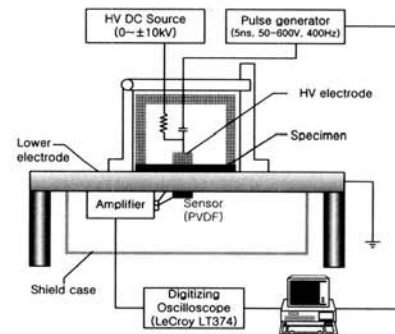 HV DC Source
(0~±10kV)
Pulse generator
(5ns, 50-600V, 400Hz)
HV electrode
Specimen
Lower
electrode
Amplifier
Sensor
(PVDF)
Shield case
Digitizing
Oscilloscope
(LeCroy LT374)